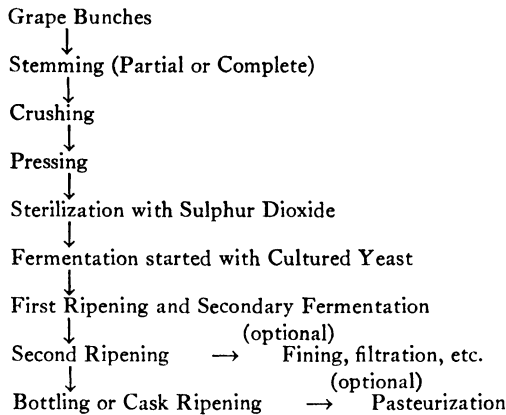 Grape Bunches
↓
Stemming (Partial or Complete)
↓
Crushing
↓
Pressing
↓
Sterilization with Sulphur Dioxide
↓
Fermentation started with Cultured Yeast
↓
First Ripening and Secondary Fermentation
↓ (optional)
Second Ripening → Fining, filtration, etc.
↓ (optional)
Bottling or Cask Ripening → Pasteurization